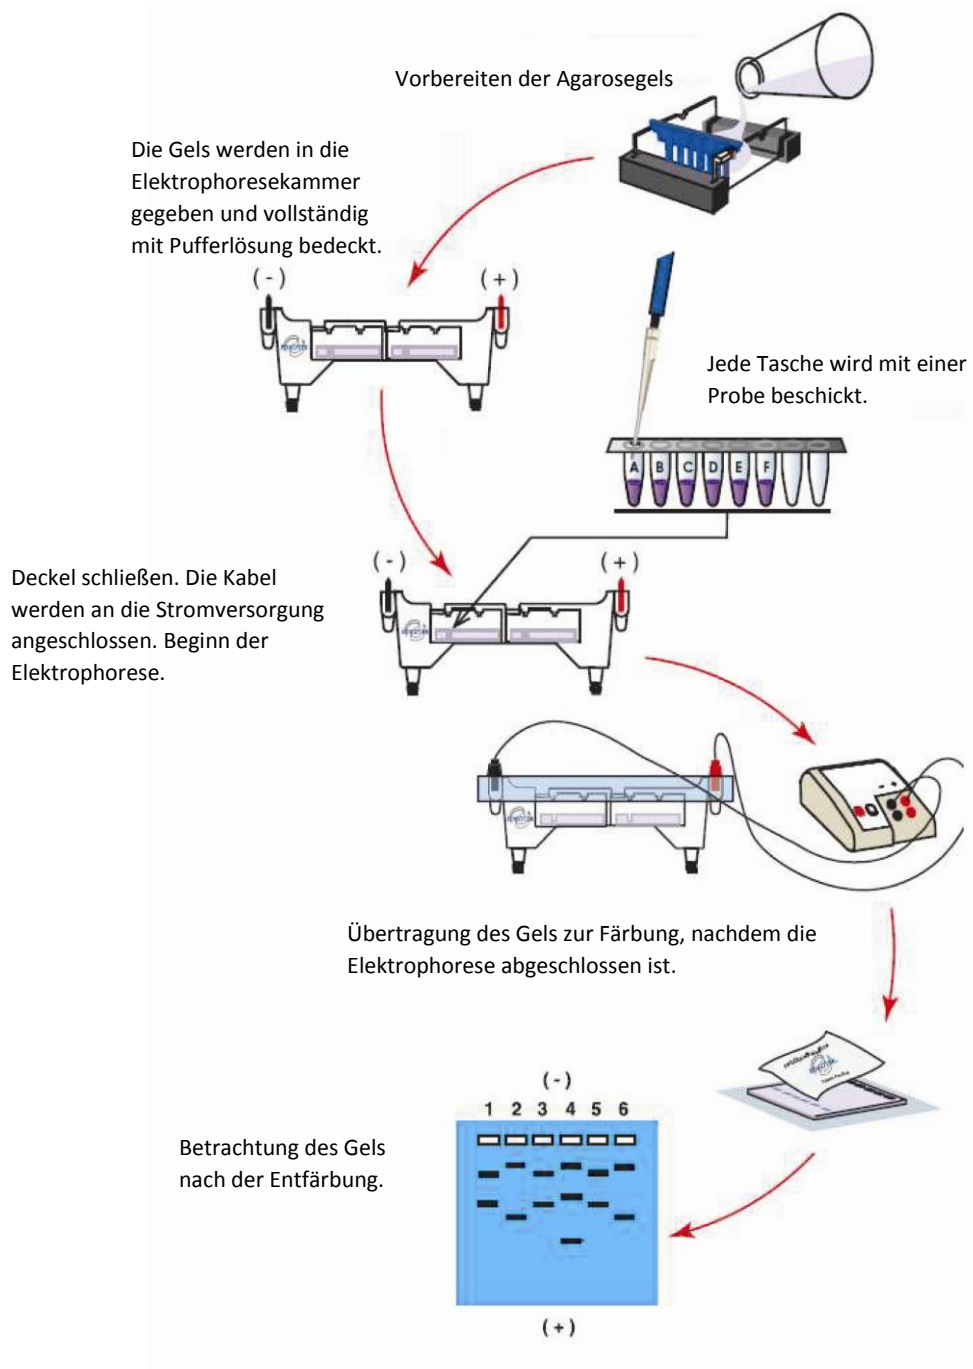 Vorbereiten der Agarosegels
Die Gels werden in die
Elektrophoresekammer
gegeben und vollständig
mit Pufferlösung bedeckt.
( - )
( + )
Jede Tasche wird mit einer
Probe beschickt.
A B C D E F
( - )
( + )
Deckel schließen. Die Kabel
werden an die Stromversorgung
angeschlossen. Beginn der
Elektrophorese.
- +
Übertragung des Gels zur Färbung, nachdem die
Elektrophorese abgeschlossen ist.
( - )
1 2 3 4 5 6
Betrachtung des Gels
nach der Entfärbung.
( + )